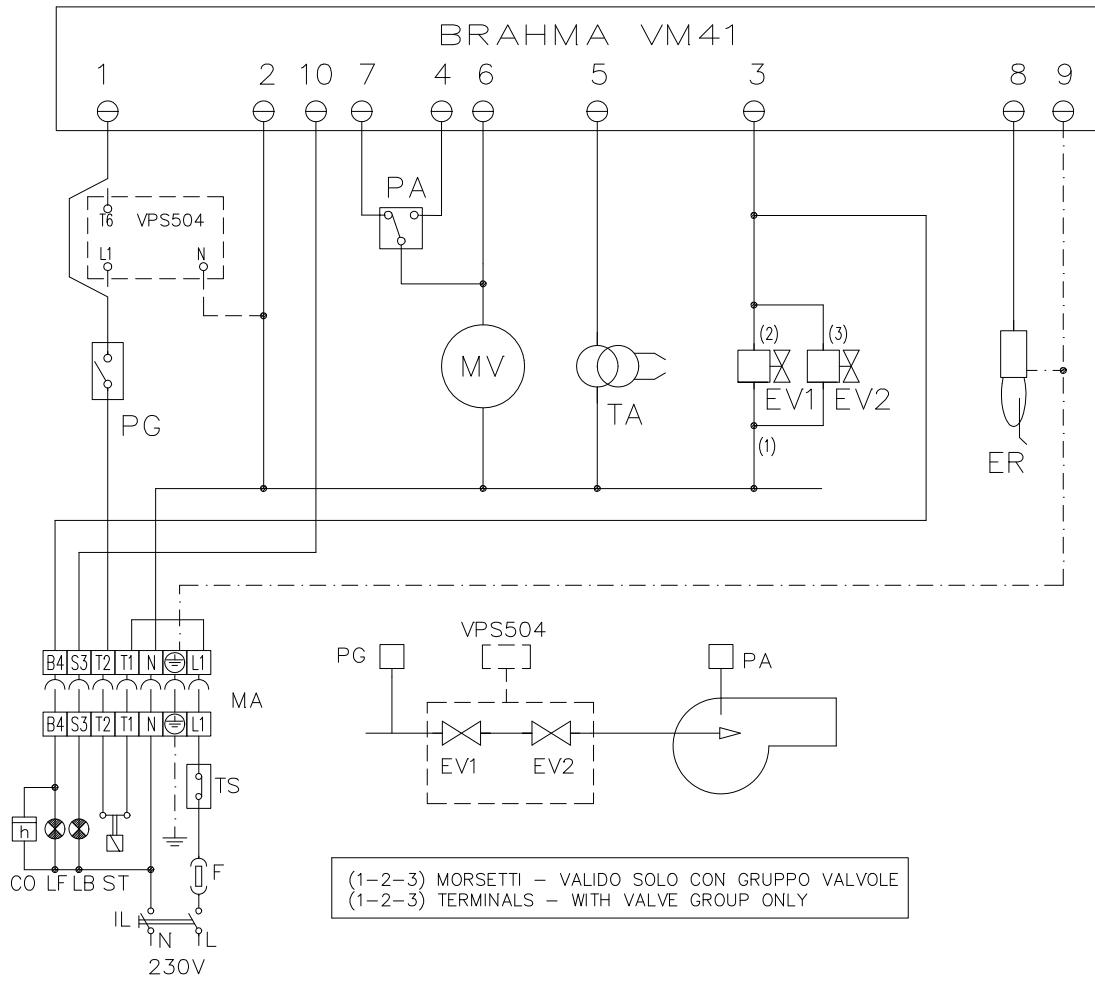 BRAHMA VM41
1 2 10 7 4 6 5 3 8 9
PA
T6 VPS504
L1 N
(2) (3)
MV
EV1 EV2
PG
TA
(1)
ER
VPS504
B4 S3 T2 T1 N L1
PG
PA
MA
B4 S3 T2 T1 N L1
EV1 EV2
TS
h
CO LF LB ST
F
IL
N L
230V
(1-2-3) MORSETTI - VALIDO SOLO CON GRUPPO VALVOLE
(1-2-3) TERMINALS - WITH VALVE GROUP ONLY